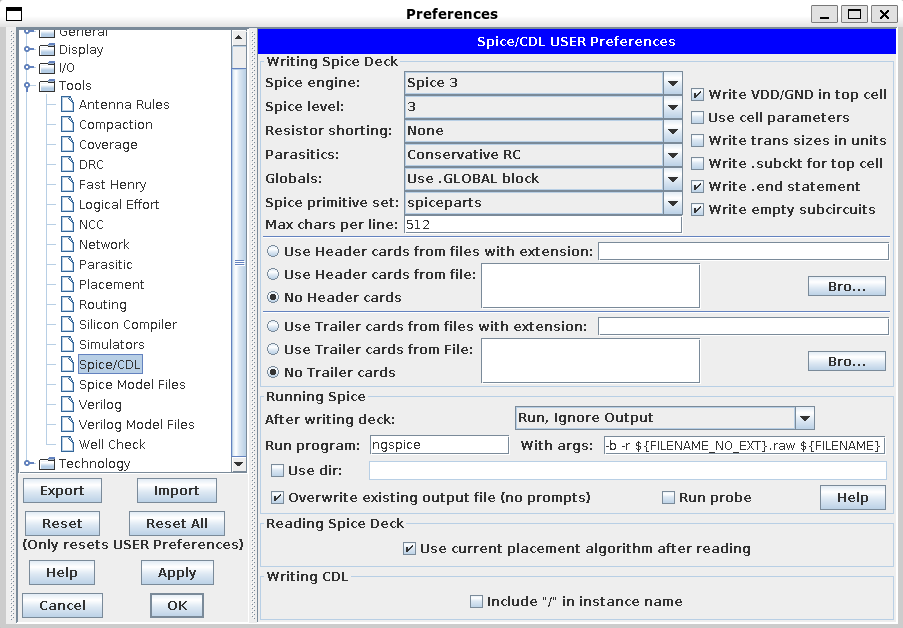 Preferences
General
Display
I/O
Tools
Antenna Rules
Compaction
Coverage
DRC
Fast Henry
Logical Effort
NCC
Network
Parasitic
Placement
Routing
Silicon Compiler
Simulators
Spice/CDL
Spice Model Files
Verilog
Verilog Model Files
Well Check
Technology
Export Import
Reset Reset All
(Only resets USER Preferences)
Help Apply
Cancel OK
Spice/CDL USER Preferences
Writing Spice Deck
Spice engine: Spice 3
Spice level: 3
Resistor shorting: None
Parasitics: Conservative RC
Globals: Use .GLOBAL block
Spice primitive set: spiceparts
Max chars per line: 512
Write VDD/GND in top cell
Use cell parameters
Write trans sizes in units
Write .subckt for top cell
Write .end statement
Write empty subcircuits
Use Header cards from files with extension:
Use Header cards from file:
No Header cards
Bro...
Use Trailer cards from files with extension:
Use Trailer cards from File:
No Trailer cards
Bro...
Running Spice
After writing deck: Run, Ignore Output
Run program: ngspice With args: -b -r ${FILENAME_NO_EXT}.raw ${FILENAME}
Use dir:
Overwrite existing output file (no prompts) Run probe Help
Reading Spice Deck
Use current placement algorithm after reading
Writing CDL
Include "/" in instance name